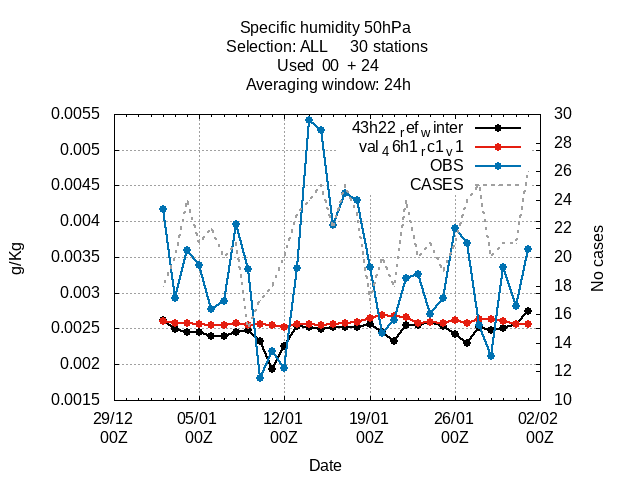 Specific humidity 50hPa
Selection: ALL 30 stations
Used 00 + 24
Averaging window: 24h
43h22 refwinter
val46h1rc1v1
OBS
CASES
0.0055
0.005
0.0045
0.004
0.0035
0.003
0.0025
0.002
0.0015
30
28
26
24
22
20
18
16
14
12
10
g/Kg
No cases
29/12 05/01 12/01 19/01 26/01 02/02
00Z 00Z 00Z 00Z 00Z 00Z
Date